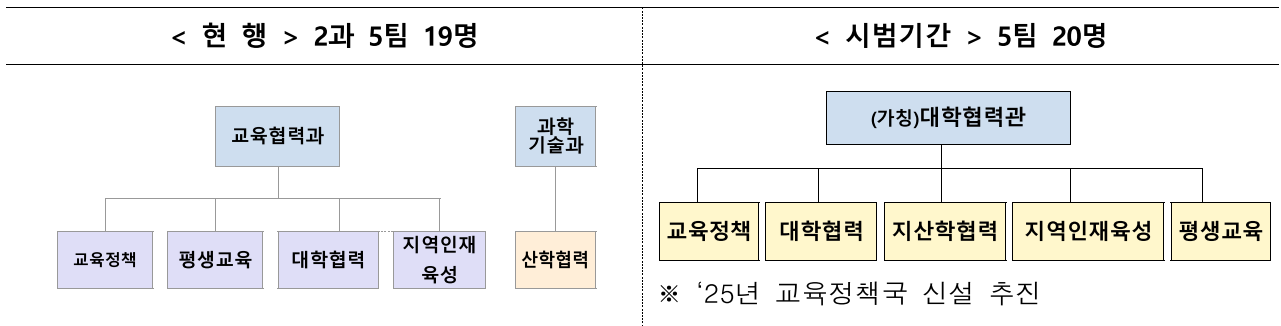 < 현 행 > 2과 5팀 19명
교육협력과
과학
기술과
교육정책
평생교육
대학협력
지역인재
육성
산학협력
< 시범기간 > 5팀 20명
(가칭)대학협력관
교육정책
대학협력
지산학협력
지역인재육성
평생교육
※ ‘25년 교육정책국 신설 추진